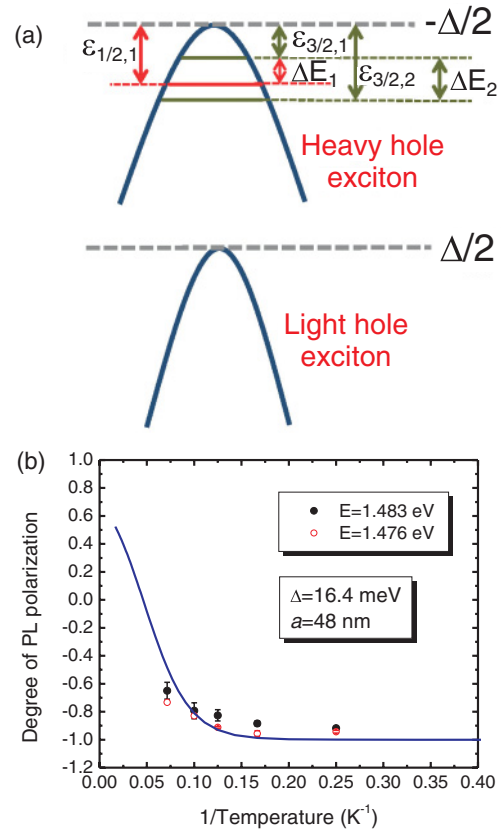 (a)
-Δ/2
ε1/2,1
ε3/2,1
ΔE1
ε3/2,2
ΔE2
Heavy hole
exciton
Δ/2
Light hole
exciton
(b)
1.0
0.8
0.6
0.4
0.2
0.0
-0.2
-0.4
-0.6
-0.8
-1.0
-1.2
Degree of PL polarization
E=1.483 eV
E=1.476 eV
Δ=16.4 meV
a=48 nm
0.00 0.05 0.10 0.15 0.20 0.25 0.30 0.35 0.40
1/Temperature (K⁻¹)